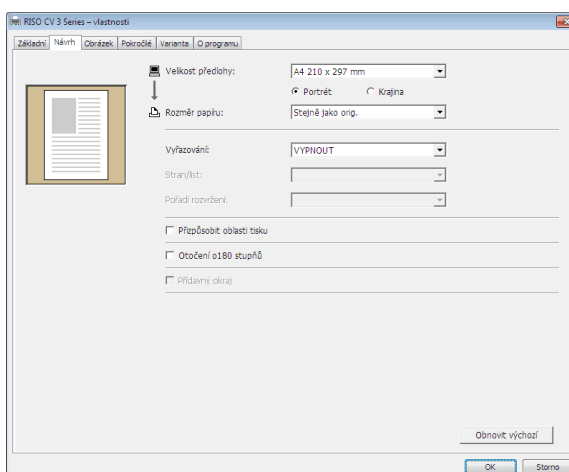 RISO CV 3 Series – vlastnosti
Základní Návrh Obrázek Pokročilé Varianta O programu
Velikost předlohy: A4 210 x 297 mm
Portrét Krajina
Rozměr papíru: Stejně jako orig.
Vyřazování: VYPNOUT
Stran/list:
Pořadí rozvržení:
Přizpůsobit oblasti tisku
Otočení o180 stupňů
Přídavný okraj
Obnovit výchozí
OK Storno